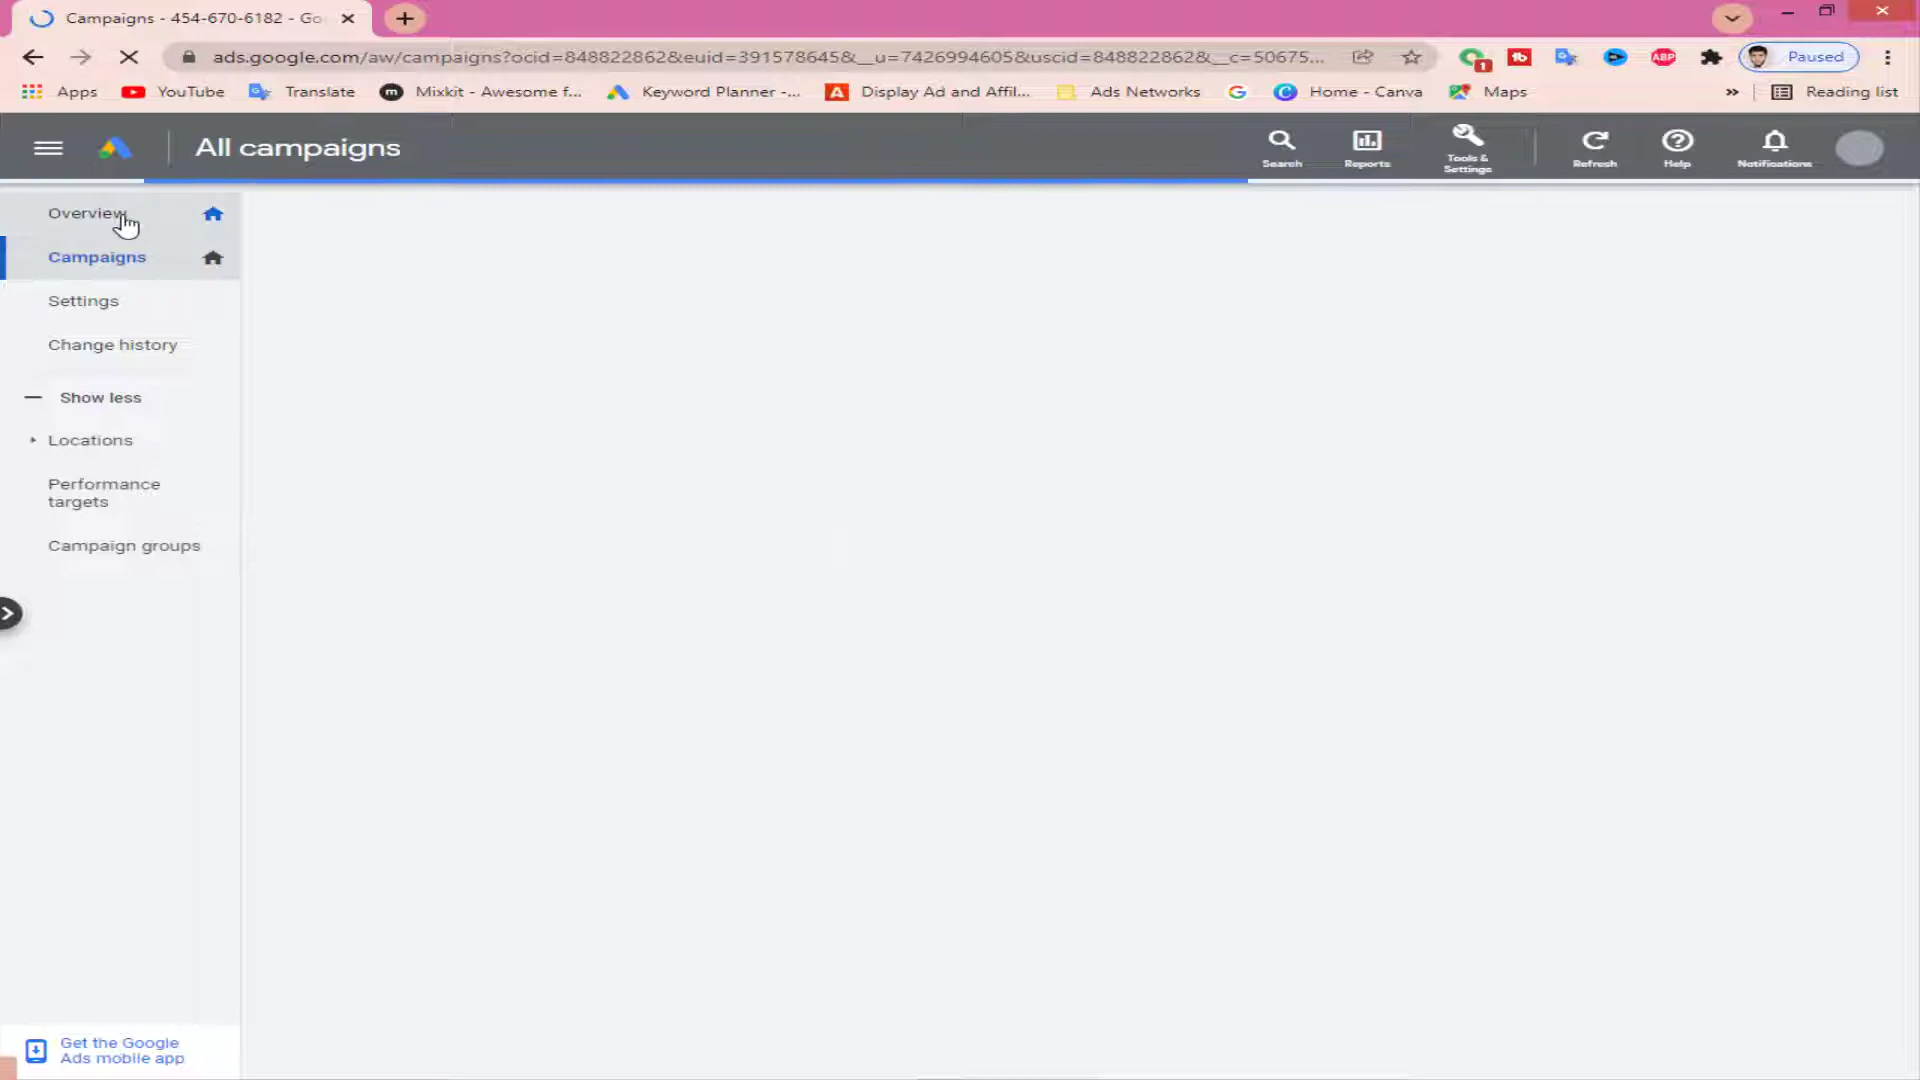 Campaigns - 454-670-6182 - Go
ads.google.com/aw/campaigns?ocid=848822862&euid=391578645&__u=7426994605&uscid=848822862&__c=50675...
1
tb
ABP
Paused
Apps
YouTube
Translate
m
Mixkit - Awesome f...
Keyword Planner -...
A
Display Ad and Affil...
Ads Networks
G
C
Home - Canva
Maps
»
Reading list
All campaigns
Search
Reports
Tools &
Settings
Refresh
Help
Notifications
Overview
Campaigns
Settings
Change history
Show less
Locations
Performance
targets
Campaign groups
Get the Google
Ads mobile app